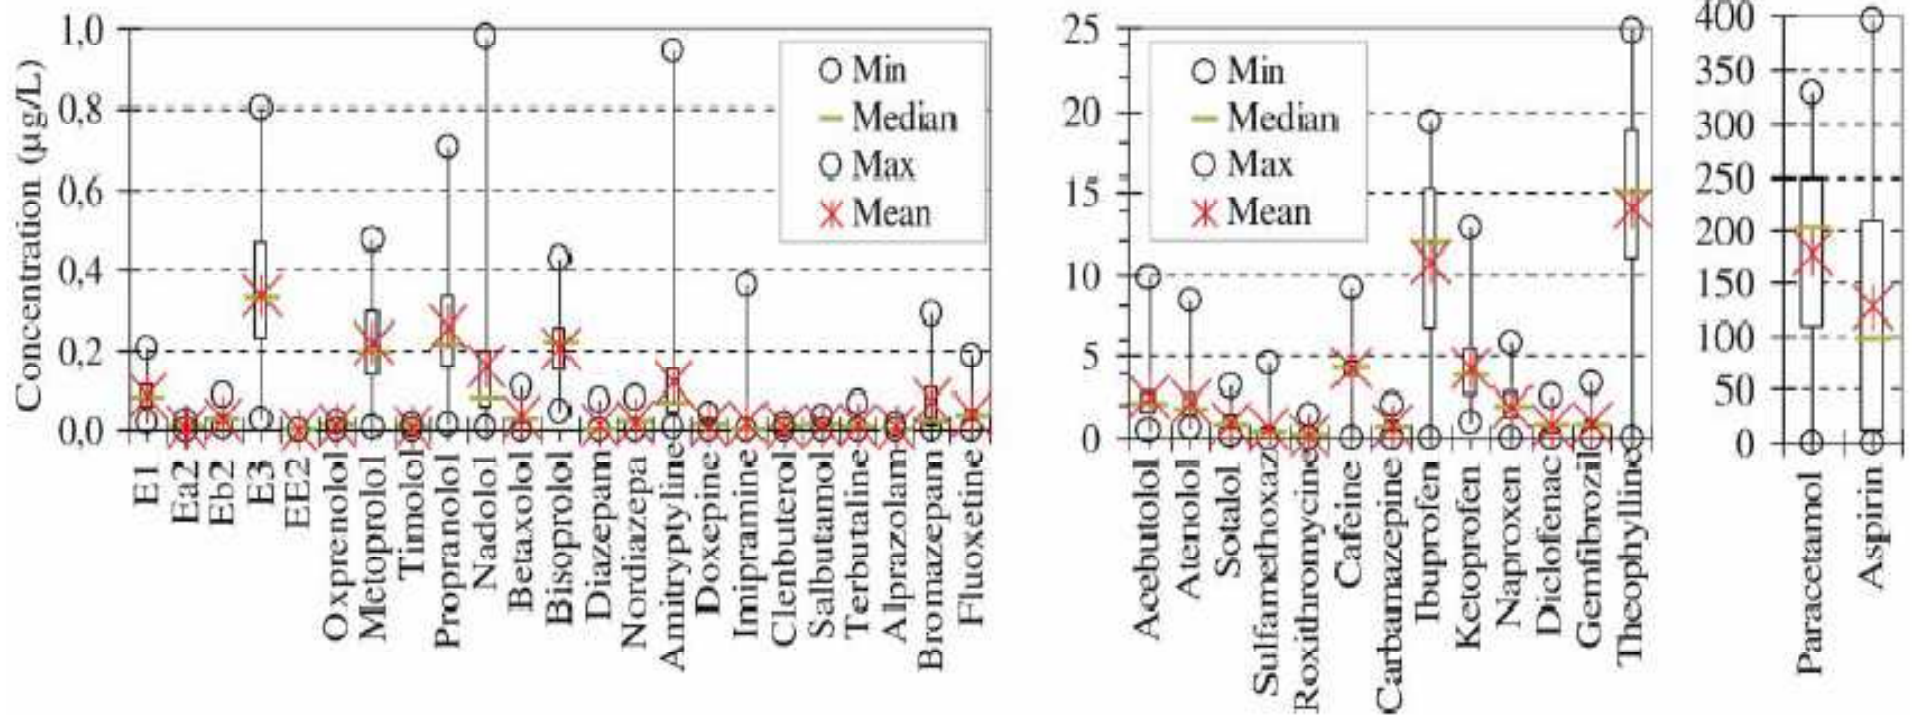 Concentration (µg/L)
1,0
0,8
0,6
0,4
0,2
0,0
Min
Median
Max
Mean
E1
Ea2
Eb2
E3
EE2
Oxprenolol
Metoprolol
Timolol
Propranolol
Nadolol
Betaxolol
Bisoprolol
Diazepam
Nordiazepa
Amitryptyline
Doxepine
Imipramine
Clenbuterol
Salbutamol
Terbutaline
Alprazolam
Bromazepam
Fluoxetine
25
20
15
10
5
0
Min
Median
Max
Mean
Acebutolol
Atenolol
Sotalol
Sulfamethoxaz
Roxithromycine
Cafeine
Carbamazepine
Ibuprofen
Ketoprofen
Naproxen
Diclofenac
Gemfibrozil
Theophylline
400
350
300
250
200
150
100
50
0
Paracetamol
Aspirin